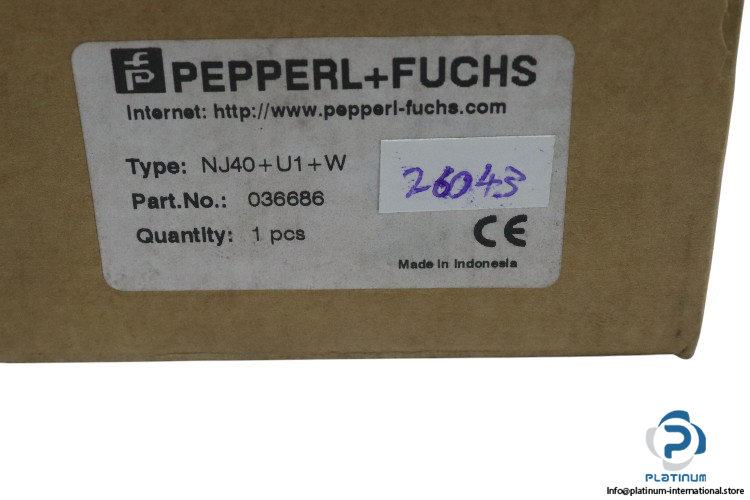 PEPPERL+FUCHS
Internet: http://www.pepperl-fuchs.com
Type: NJ40+U1+W
26043
Part.No.: 036686
Quantity: 1 pcs
CE
Made in Indonesia
PLATINUM
Info@platinum-international.store